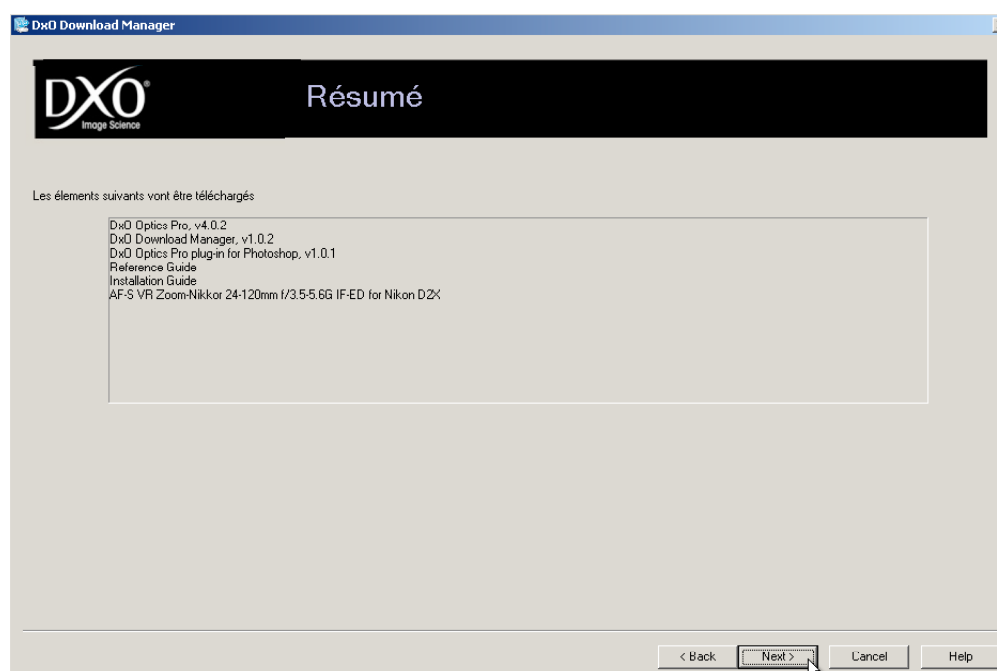 DxO Download Manager
DXO®
Image Science
Résumé
Les élements suivants vont être téléchargés
DxO Optics Pro, v4.0.2
DxO Download Manager, v1.0.2
DxO Optics Pro plug-in for Photoshop, v1.0.1
Reference Guide
Installation Guide
AF-S VR Zoom-Nikkor 24-120mm f/3.5-5.6G IF-ED for Nikon D2X
< Back Next > Cancel Help